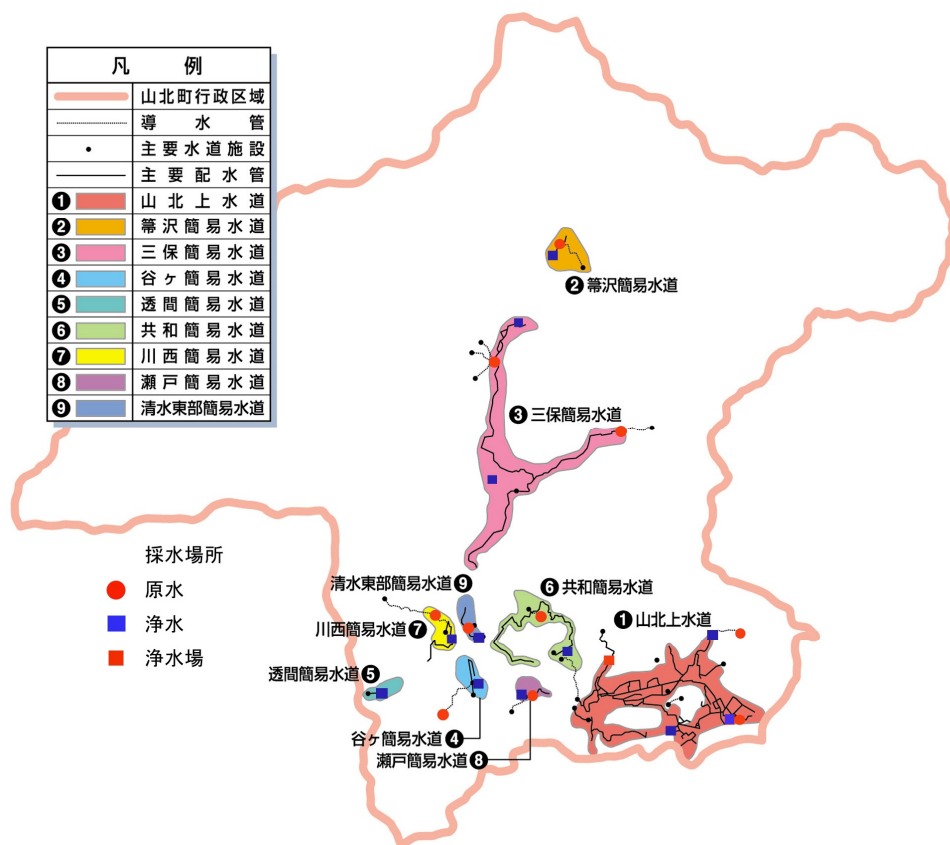 凡例
山北町行政区域
導水管
主要水道施設
主要配水管
❶ 山北上水道
❷ 箒沢簡易水道
❸ 三保簡易水道
❹ 谷ヶ簡易水道
❺ 透間簡易水道
❻ 共和簡易水道
❼ 川西簡易水道
❽ 瀬戸簡易水道
❾ 清水東部簡易水道
❷ 箒沢簡易水道
❸ 三保簡易水道
採水場所
原水
浄水
浄水場
清水東部簡易水道 ❾
❻ 共和簡易水道
川西簡易水道 ❼
❶ 山北上水道
透間簡易水道 ❺
谷ヶ簡易水道 ❹
瀬戸簡易水道 ❽